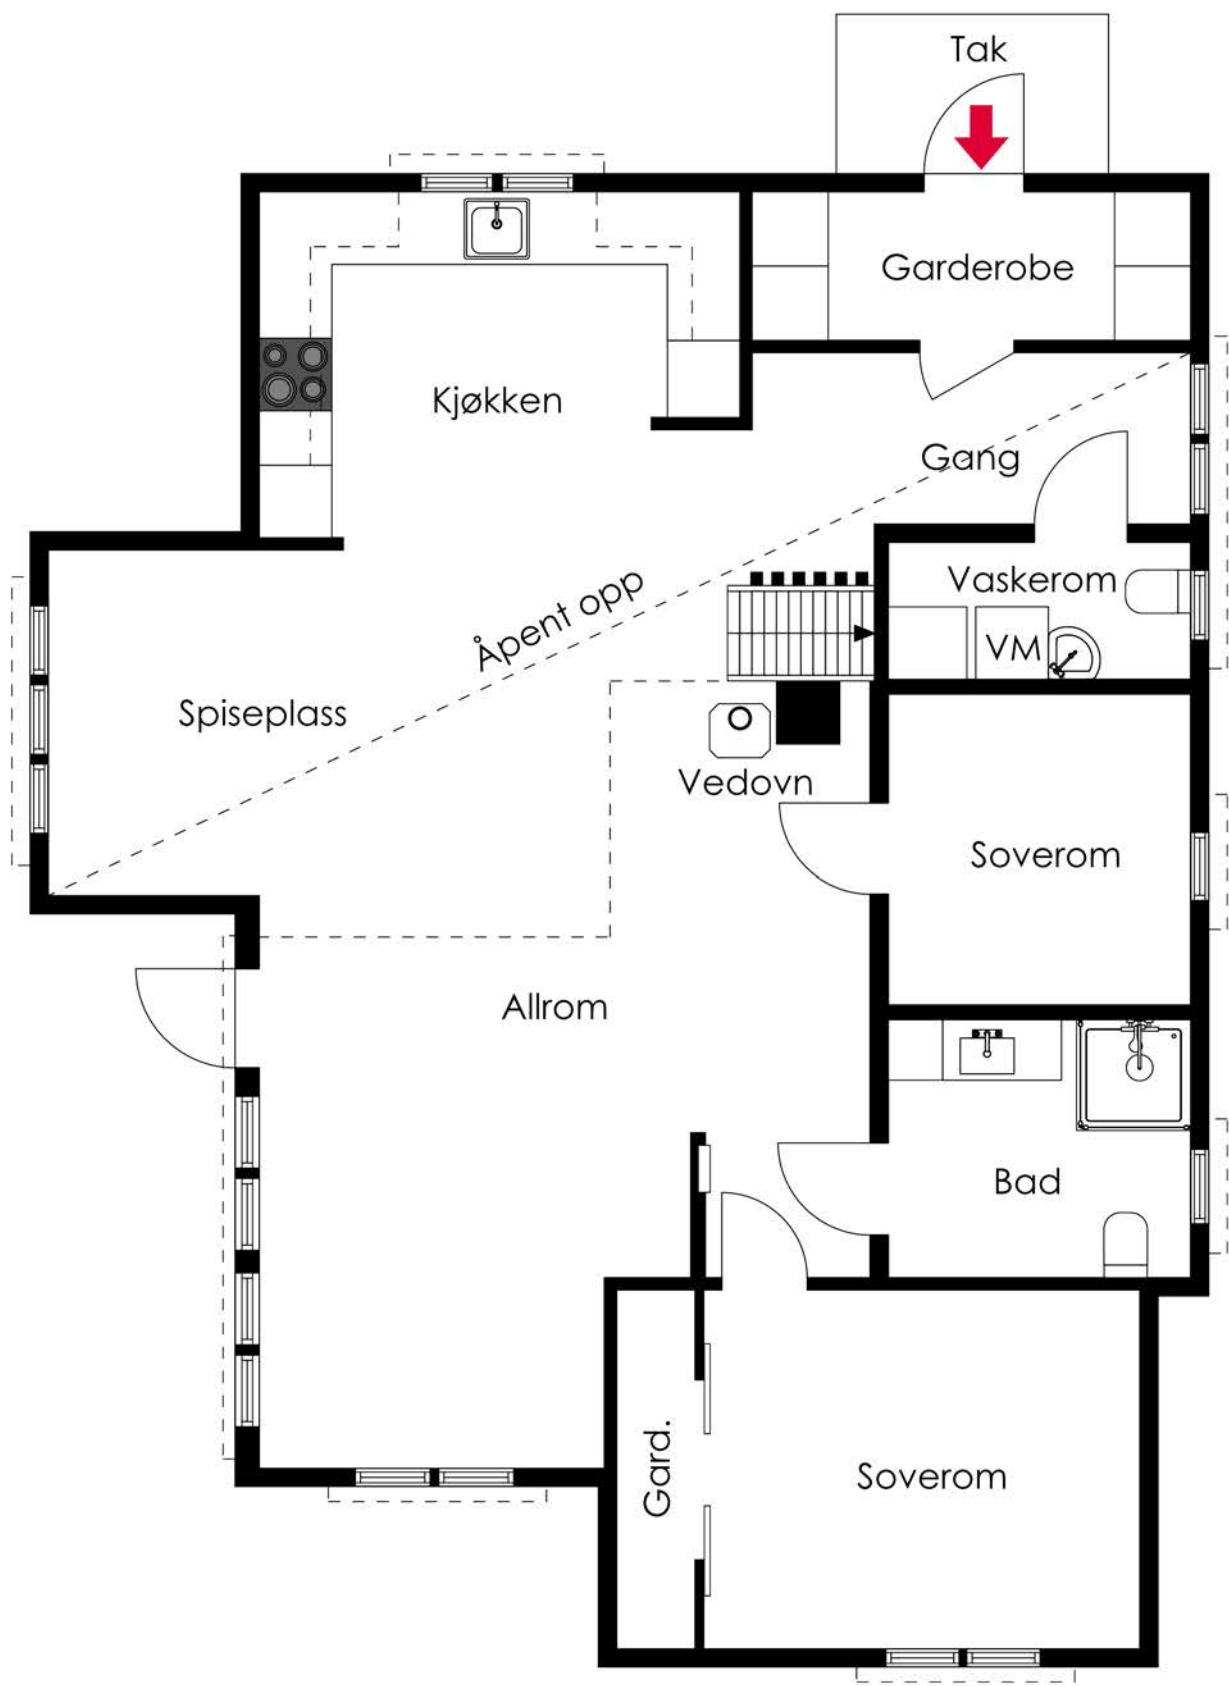 Tak
Garderobe
Kjøkken
Gang
Vaskerom
Åpent opp
VM
Spiseplass
Vedovn
Soverom
Allrom
Bad
Gard.
Soverom